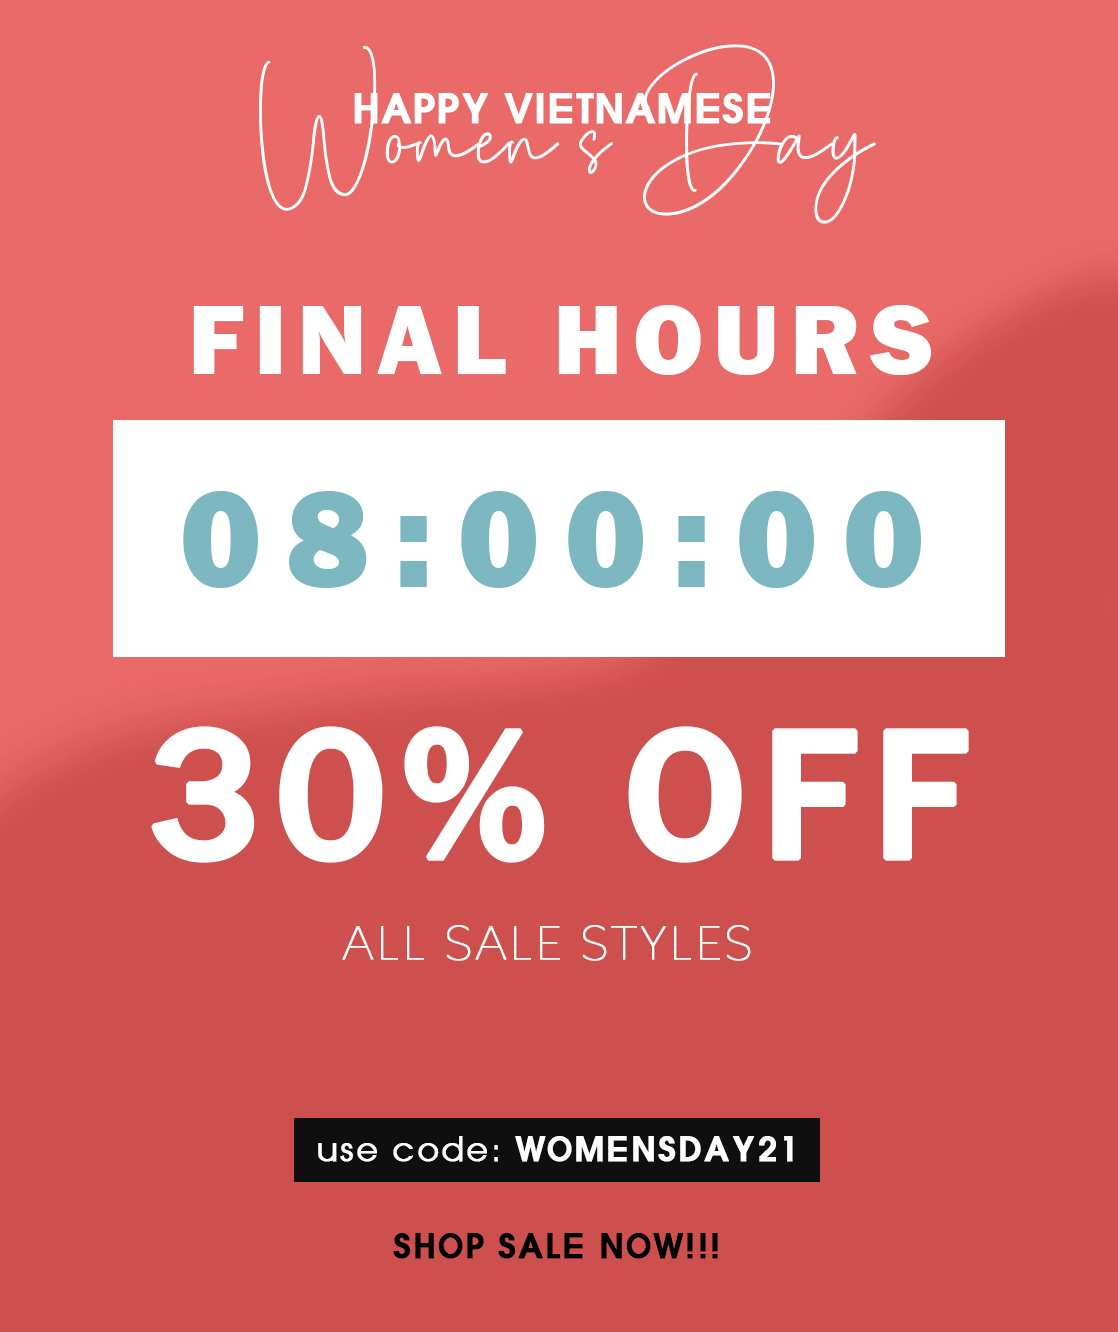 HAPPY VIETNAMESE
Women's Day
FINAL HOURS
08:00:00
30% OFF
ALL SALE STYLES
use code: WOMENSDAY21
SHOP SALE NOW!!!